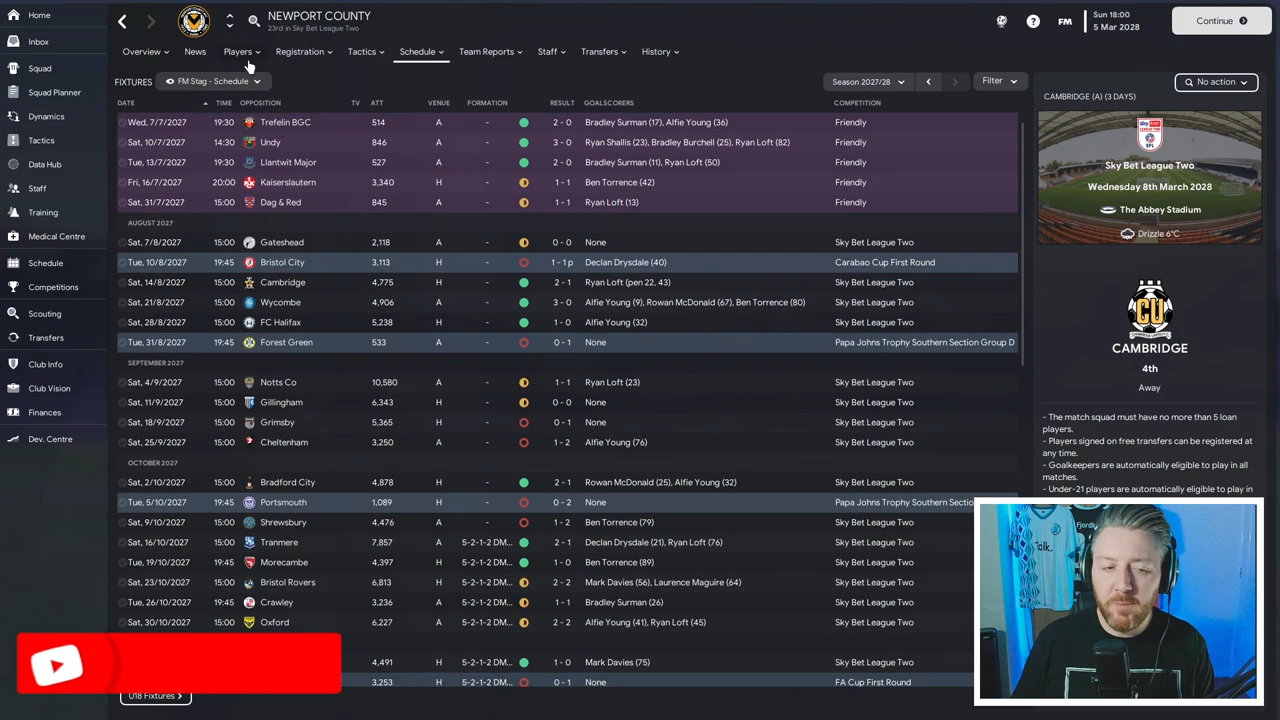 Home
Inbox
Squad
Squad Planner
Dynamics
Tactics
Data Hub
Staff
Training
Medical Centre
Schedule
Competitions
Scouting
Transfers
Club Info
Club Vision
Finances
Dev. Centre
NEWPORT COUNTY
23rd in Sky Bet League Two
? FM Sun 18:00
5 Mar 2028
Continue
Overview News Players Registration Tactics Schedule Team Reports Staff Transfers History
FIXTURES FM Stag - Schedule Season 2027/28 Filter
DATE TIME OPPOSITION TV ATT VENUE FORMATION RESULT GOALSCORERS COMPETITION
Wed, 7/7/2027 19:30 Trefelin BGC 514 A - 2 - 0 Bradley Surman (17), Alfie Young (36) Friendly
Sat, 10/7/2027 14:30 Undy 846 A - 3 - 0 Ryan Shallis (23), Bradley Burchell (25), Ryan Loft (82) Friendly
Tue, 13/7/2027 19:30 Llantwit Major 527 A - 2 - 0 Bradley Surman (11), Ryan Loft (50) Friendly
Fri, 16/7/2027 20:00 Kaiserslautern 3,340 H - 1 - 1 Ben Torrence (42) Friendly
Sat, 31/7/2027 15:00 Dag & Red 845 A - 1 - 1 Ryan Loft (13) Friendly
AUGUST 2027
Sat, 7/8/2027 15:00 Gateshead 2,118 A - 0 - 0 None Sky Bet League Two
Tue, 10/8/2027 19:45 Bristol City 3,113 H - 1 - 1 p Declan Drysdale (40) Carabao Cup First Round
Sat, 14/8/2027 15:00 Cambridge 4,775 H - 2 - 1 Ryan Loft (pen 22, 43) Sky Bet League Two
Sat, 21/8/2027 15:00 Wycombe 4,906 A - 3 - 0 Alfie Young (9), Rowan McDonald (67), Ben Torrence (80) Sky Bet League Two
Sat, 28/8/2027 15:00 FC Halifax 5,238 H - 1 - 0 Alfie Young (32) Sky Bet League Two
Tue, 31/8/2027 19:45 Forest Green 533 A - 0 - 1 None Papa Johns Trophy Southern Section Group D
SEPTEMBER 2027
Sat, 4/9/2027 15:00 Notts Co 10,580 A - 1 - 1 Ryan Loft (23) Sky Bet League Two
Sat, 11/9/2027 15:00 Gillingham 6,343 H - 0 - 0 None Sky Bet League Two
Sat, 18/9/2027 15:00 Grimsby 5,366 H - 0 - 1 None Sky Bet League Two
Sat, 25/9/2027 15:00 Cheltenham 3,250 A - 1 - 2 Alfie Young (76) Sky Bet League Two
OCTOBER 2027
Sat, 2/10/2027 15:00 Bradford City 4,878 H - 2 - 1 Rowan McDonald (25), Alfie Young (32) Sky Bet League Two
Tue, 5/10/2027 19:45 Portsmouth 1,089 H - 0 - 2 None Papa Johns Trophy Southern Sectio
Sat, 9/10/2027 15:00 Shrewsbury 4,476 A - 1 - 2 Ben Torrence (79) Sky Bet League Two
Sat, 16/10/2027 15:00 Tranmere 7,857 A 5-2-1-2 DM... 2 - 1 Declan Drysdale (21), Ryan Loft (76) Sky Bet League Two
Tue, 19/10/2027 19:45 Morecambe 4,397 H 5-2-1-2 DM... 1 - 0 Ben Torrence (89) Sky Bet League Two
Sat, 23/10/2027 15:00 Bristol Rovers 6,813 H 5-2-1-2 DM... 2 - 2 Mark Davies (56), Laurence Maguire (64) Sky Bet League Two
Tue, 26/10/2027 19:45 Crawley 3,236 A 5-2-1-2 DM... 1 - 1 Bradley Surman (26) Sky Bet League Two
Sat, 30/10/2027 15:00 Oxford 6,227 A 5-2-1-2 DM... 2 - 2 Alfie Young (41), Ryan Loft (45) Sky Bet League Two
4,491 H 5-2-1-2 DM... 1 - 0 Mark Davies (75) Sky Bet League Two
3,253 H 5-2-1-2 DM... 0 - 1 None FA Cup First Round
U18 Fixtures
No action
CAMBRIDGE (A) (3 DAYS)
Sky Bet League Two
Wednesday 8th March 2028
The Abbey Stadium
Drizzle 6°C
CU
CAMBRIDGE
4th
Away
- The match squad must have no more than 5 loan
players.
- Players signed on free transfers can be registered at
any time.
- Goalkeepers are automatically eligible to play in all
matches.
- Under-21 players are automatically eligible to play in
Talk.
Fjordl